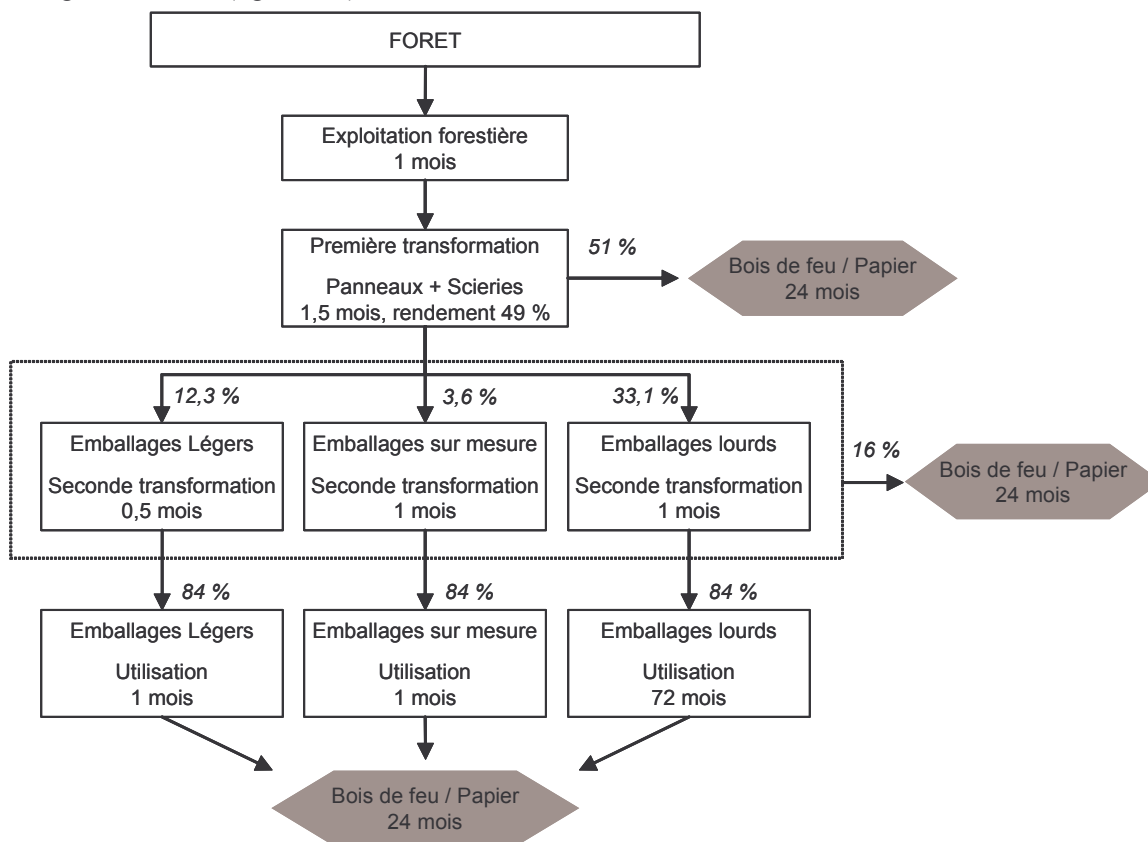 FORET
Exploitation forestière
1 mois
Première transformation
Panneaux + Scieries
1,5 mois, rendement 49 %
51 %
Bois de feu / Papier
24 mois
12,3 %
3,6 %
33,1 %
Emballages Légers
Seconde transformation
0,5 mois
Emballages sur mesure
Seconde transformation
1 mois
Emballages lourds
Seconde transformation
1 mois
16 %
Bois de feu / Papier
24 mois
84 %
84 %
84 %
Emballages Légers
Utilisation
1 mois
Emballages sur mesure
Utilisation
1 mois
Emballages lourds
Utilisation
72 mois
Bois de feu / Papier
24 mois